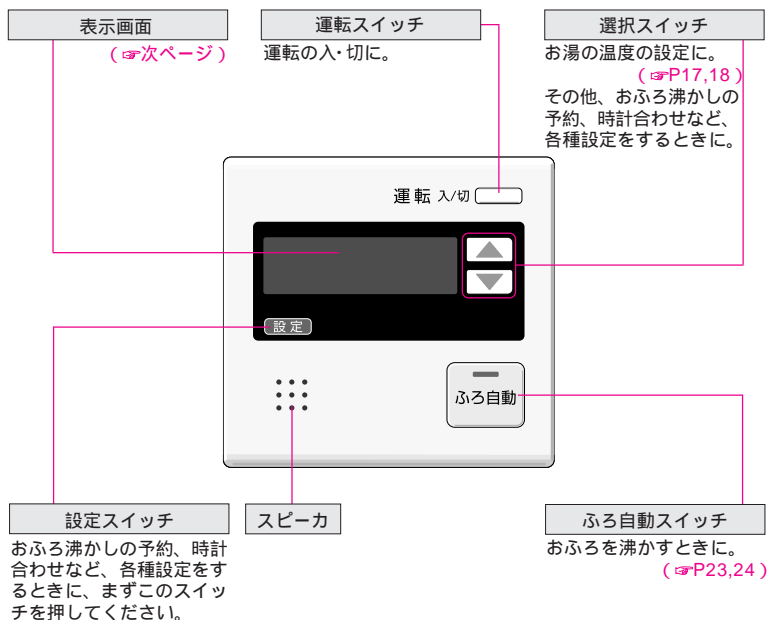 表示画面
(☞次ページ)
運転スイッチ
運転の入・切に。
選択スイッチ
お湯の温度の設定に。
(☞P17,18)
その他、おふろ沸かしの
予約、時計合わせなど、
各種設定をするときに。
運転 入/切
設定
ふろ自動
設定スイッチ
おふろ沸かしの予約、時計
合わせなど、各種設定をす
るときに、まずこのスイッ
チを押してください。
スピーカ
ふろ自動スイッチ
おふろを沸かすときに。
(☞P23,24)